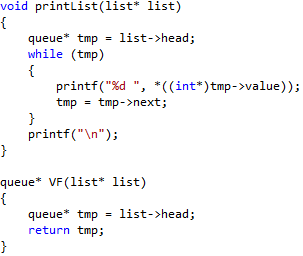 void printList(list* list)
{
    queue* tmp = list->head;
    while (tmp)
    {
        printf("%d ", *((int*)tmp->value));
        tmp = tmp->next;
    }
    printf("\n");
}

queue* VF(list* list)
{
    queue* tmp = list->head;
    return tmp;
}